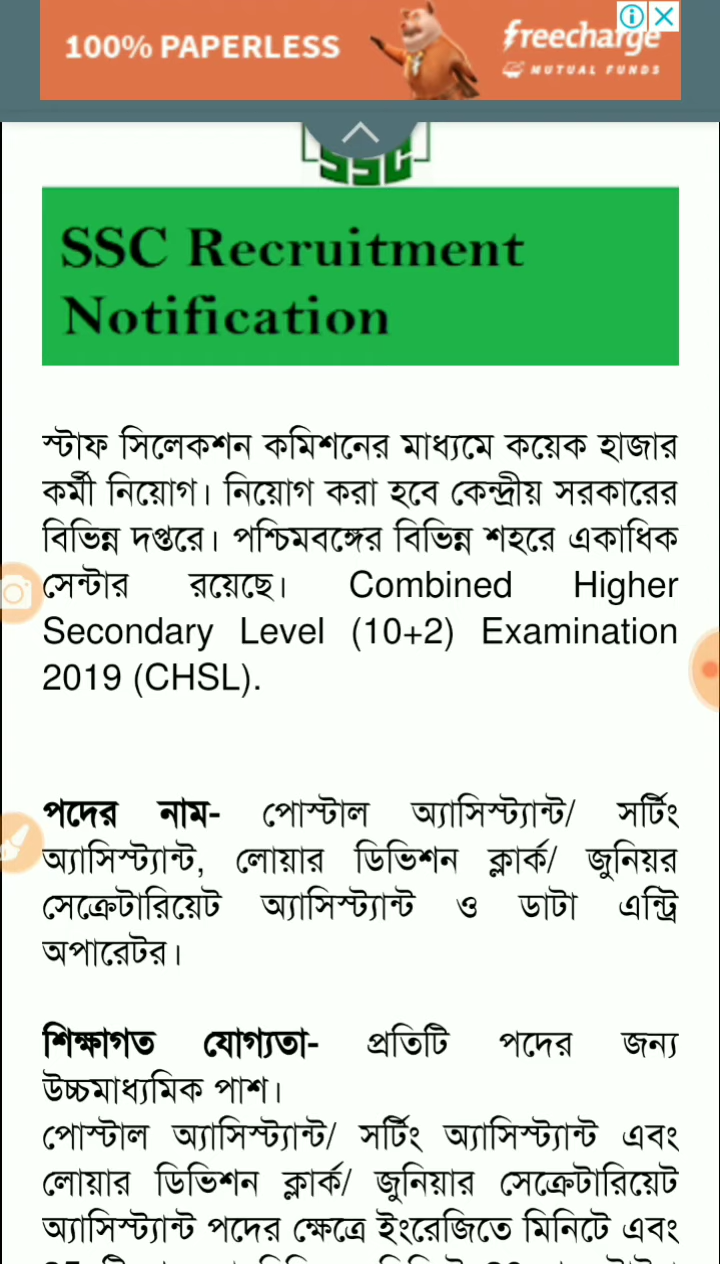 100% PAPERLESS
freecharge
MUTUAL FUNDS
SSC
SSC Recruitment
Notification
স্টাফ সিলেকশন কমিশনের মাধ্যমে কয়েক হাজার
কর্মী নিয়োগ। নিয়োগ করা হবে কেন্দ্রীয় সরকারের
বিভিন্ন দপ্তরে। পশ্চিমবঙ্গের বিভিন্ন শহরে একাধিক
সেন্টার রয়েছে। Combined Higher
Secondary Level (10+2) Examination
2019 (CHSL).
পদের নাম- পোস্টাল অ্যাসিস্ট্যান্ট/ সর্টিং
অ্যাসিস্ট্যান্ট, লোয়ার ডিভিশন ক্লার্ক/ জুনিয়র
সেক্রেটারিয়েট অ্যাসিস্ট্যান্ট ও ডাটা এন্ট্রি
অপারেটর।
শিক্ষাগত যোগ্যতা- প্রতিটি পদের জন্য
উচ্চমাধ্যমিক পাশ।
পোস্টাল অ্যাসিস্ট্যান্ট/ সর্টিং অ্যাসিস্ট্যান্ট এবং
লোয়ার ডিভিশন ক্লার্ক/ জুনিয়ার সেক্রেটারিয়েট
অ্যাসিস্ট্যান্ট পদের ক্ষেত্রে ইংরেজিতে মিনিটে এবং